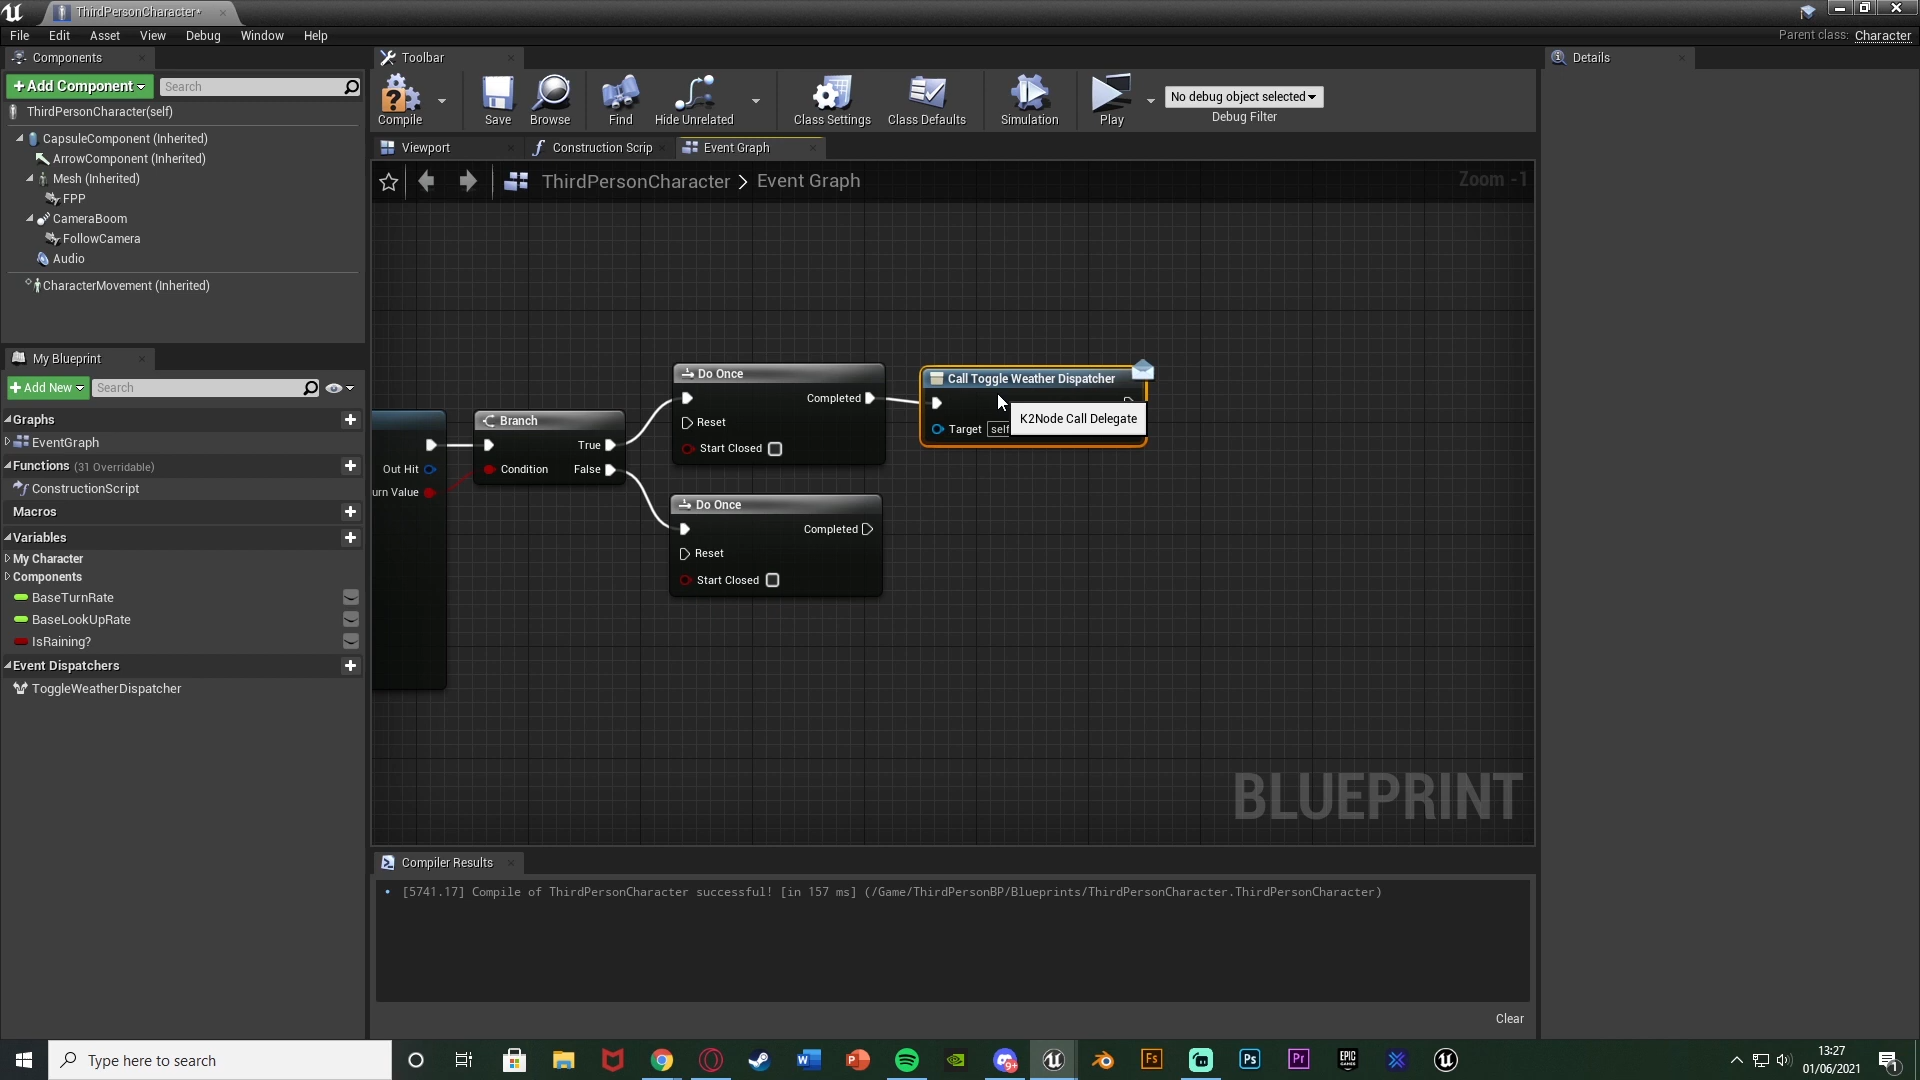 ThirdPersonCharacter*
File Edit Asset View Debug Window Help
Parent class: Character
Components
+ Add Component
Search
ThirdPersonCharacter(self)
CapsuleComponent (Inherited)
ArrowComponent (Inherited)
Mesh (Inherited)
FPP
CameraBoom
FollowCamera
Audio
CharacterMovement (Inherited)
My Blueprint
+ Add New
Search
Graphs
EventGraph
Functions (31 Overridable)
ConstructionScript
Macros
Variables
My Character
Components
BaseTurnRate
BaseLookUpRate
IsRaining?
Event Dispatchers
ToggleWeatherDispatcher
Toolbar
Compile
Save
Browse
Find
Hide Unrelated
Class Settings
Class Defaults
Simulation
Play
No debug object selected
Debug Filter
Viewport
Construction Scrip
Event Graph
ThirdPersonCharacter > Event Graph
Zoom -1
Out Hit
urn Value
Branch
True
Condition False
Do Once
Completed
Reset
Start Closed
Do Once
Completed
Reset
Start Closed
Call Toggle Weather Dispatcher
Target self
K2Node Call Delegate
BLUEPRINT
Compiler Results
• [5741.17] Compile of ThirdPersonCharacter successful! [in 157 ms] (/Game/ThirdPersonBP/Blueprints/ThirdPersonCharacter.ThirdPersonCharacter)
Clear
Details
Type here to search
W
P
9+
Fs
Ps
Pr
EPIC GAMES
13:27
01/06/2021
1